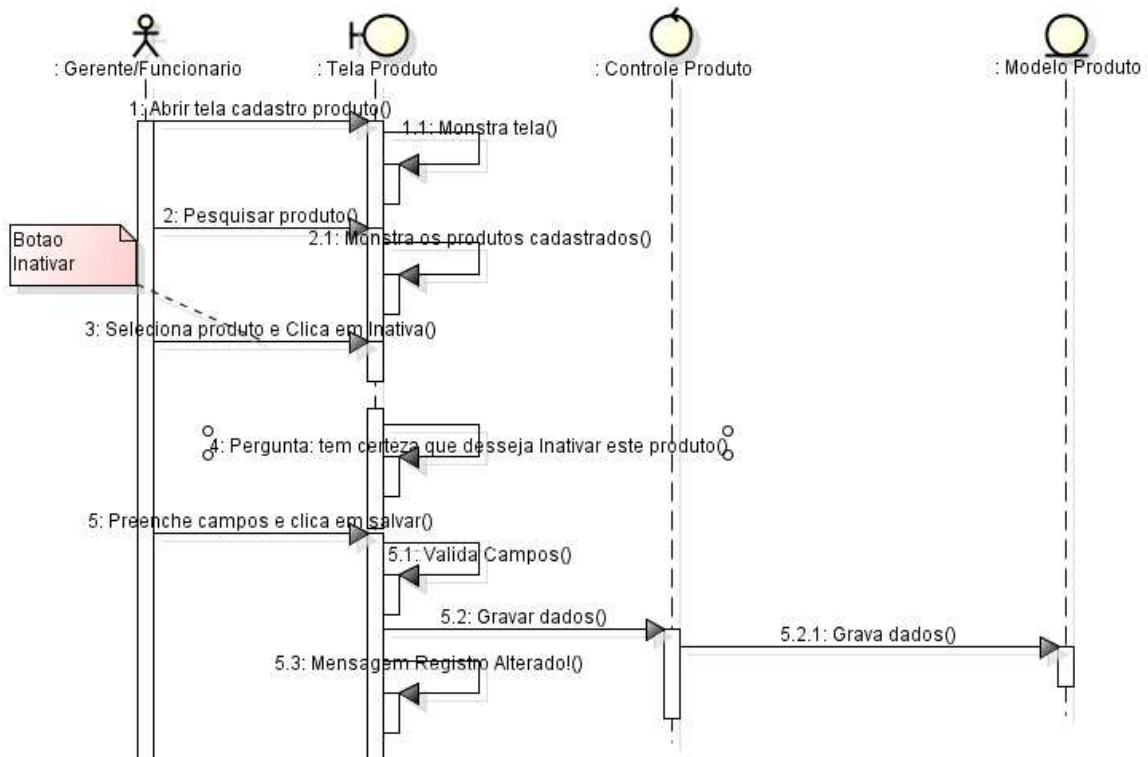 : Gerente/Funcionario
: Tela Produto
: Controle Produto
: Modelo Produto
1: Abrir tela cadastro produto()
1.1: Monstra tela()
2: Pesquisar produto()
Botao
Inativar
2.1: Monstra os produtos cadastrados()
3: Seleciona produto e Clica em Inativa()
4: Pergunta: tem certeza que desseja Inativar este produto()
5: Preenche campos e clica em salvar()
5.1: Valida Campos()
5.2: Gravar dados()
5.2.1: Grava dados()
5.3: Mensagem Registro Alterado!()